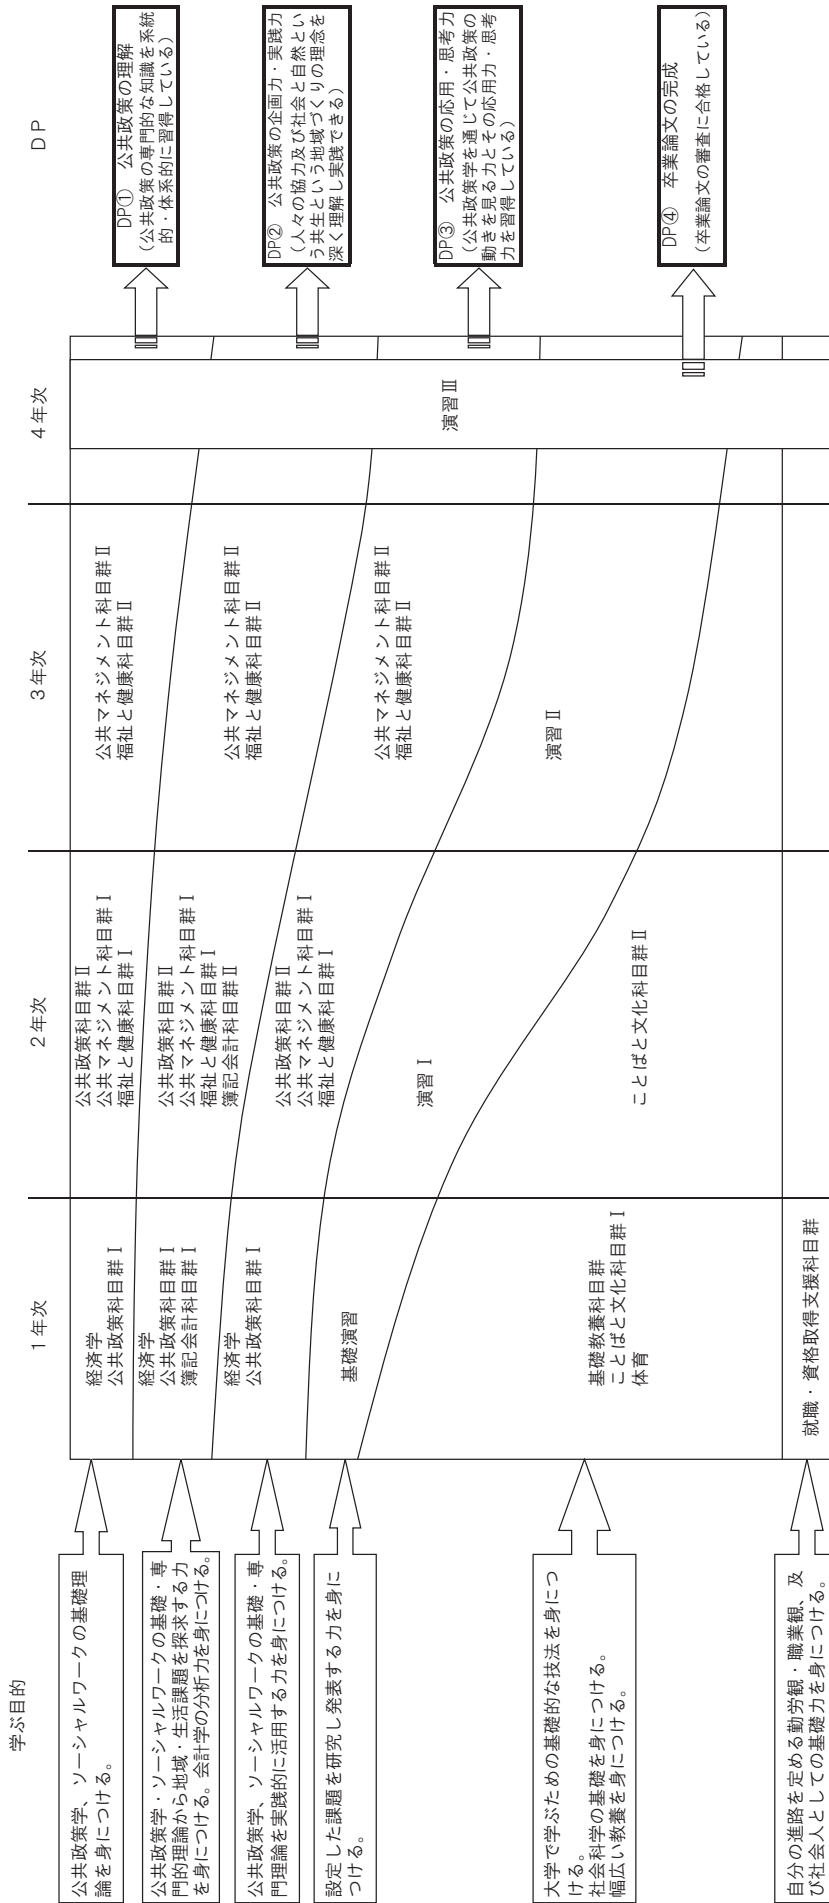 学ぶ目的
1年次
2年次
3年次
4年次
DP
公共政策学、ソーシャルワークの基礎理
論を身につける。
経済学
公共政策科目群Ⅰ
公共政策科目群Ⅱ
公共マネジメント科目群Ⅰ
福祉と健康科目群Ⅰ
公共マネジメント科目群Ⅱ
福祉と健康科目群Ⅱ
DP① 公共政策の理解
（公共政策の専門的な知識を系統
的・体系的に習得している）
公共政策学・ソーシャルワークの基礎・専
門的理論から地域・生活課題を探求する力
を身につける。会計学の分析力を身につける。
経済学
公共政策科目群Ⅰ
簿記会計科目群Ⅰ
公共政策科目群Ⅱ
公共マネジメント科目群Ⅰ
福祉と健康科目群Ⅰ
簿記会計科目群Ⅱ
公共マネジメント科目群Ⅱ
福祉と健康科目群Ⅱ
DP② 公共政策の企画力・実践力
（人々の協力及び社会と自然とい
う共生という地域づくりの理念を
深く理解し実践できる）
公共政策学、ソーシャルワークの基礎・専
門理論を実践的に活用する力を身につける。
経済学
公共政策科目群Ⅰ
公共政策科目群Ⅱ
公共マネジメント科目群Ⅰ
福祉と健康科目群Ⅰ
公共マネジメント科目群Ⅱ
福祉と健康科目群Ⅱ
DP③ 公共政策の応用・思考力
（公共政策学を通じて公共政策の
動きを見る力とその応用力・思考
力を習得している）
設定した課題を研究し発表する力を身に
つける。
基礎演習
演習Ⅰ
演習Ⅱ
演習Ⅲ
DP④ 卒業論文の完成
（卒業論文の審査に合格している）
大学で学ぶための基礎的な技法を身につ
ける。
社会科学の基礎を身につける。
幅広い教養を身につける。
基礎教養科目群
ことばと文化科目群Ⅰ
体育
ことばと文化科目群Ⅱ
自分の進路を定める勤労観・職業観、及
び社会人としての基礎力を身につける。
就職・資格取得支援科目群